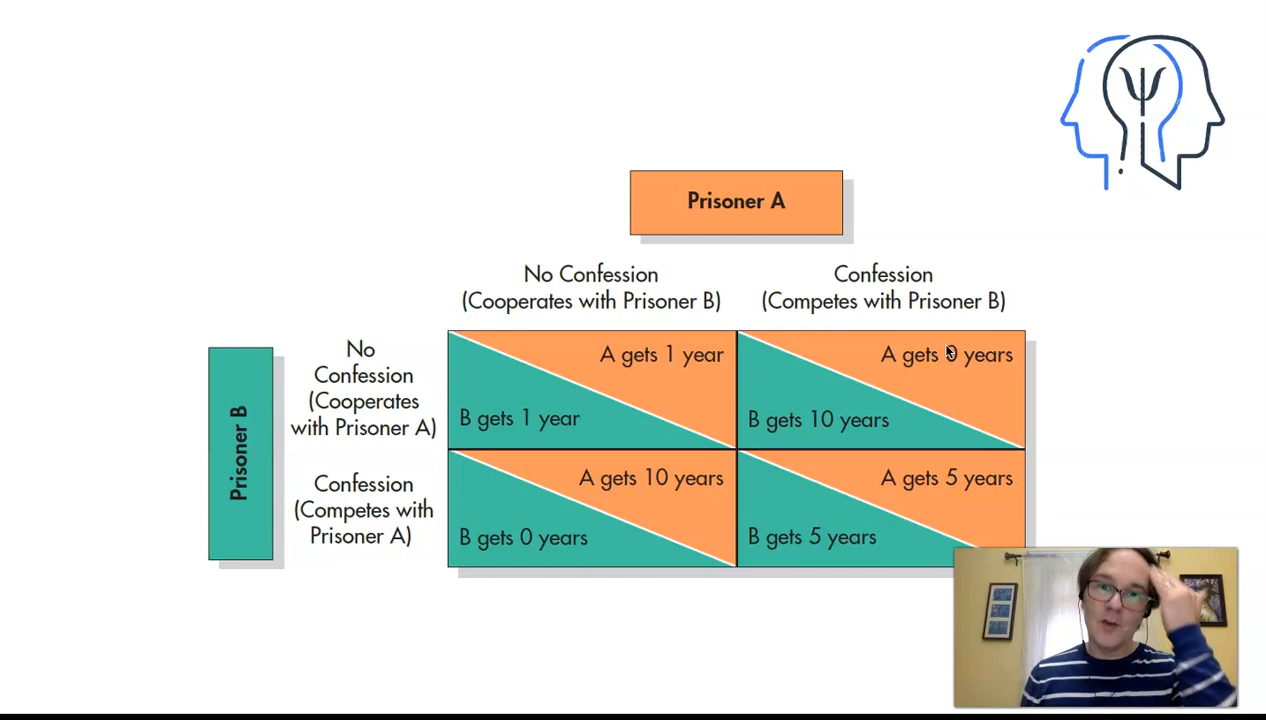 Prisoner A
No Confession
(Cooperates with Prisoner B)
Confession
(Competes with Prisoner B)
Prisoner B
No
Confession
(Cooperates
with Prisoner A)
A gets 1 year
B gets 1 year
A gets 0 years
B gets 10 years
Confession
(Competes with
Prisoner A)
A gets 10 years
B gets 0 years
A gets 5 years
B gets 5 years